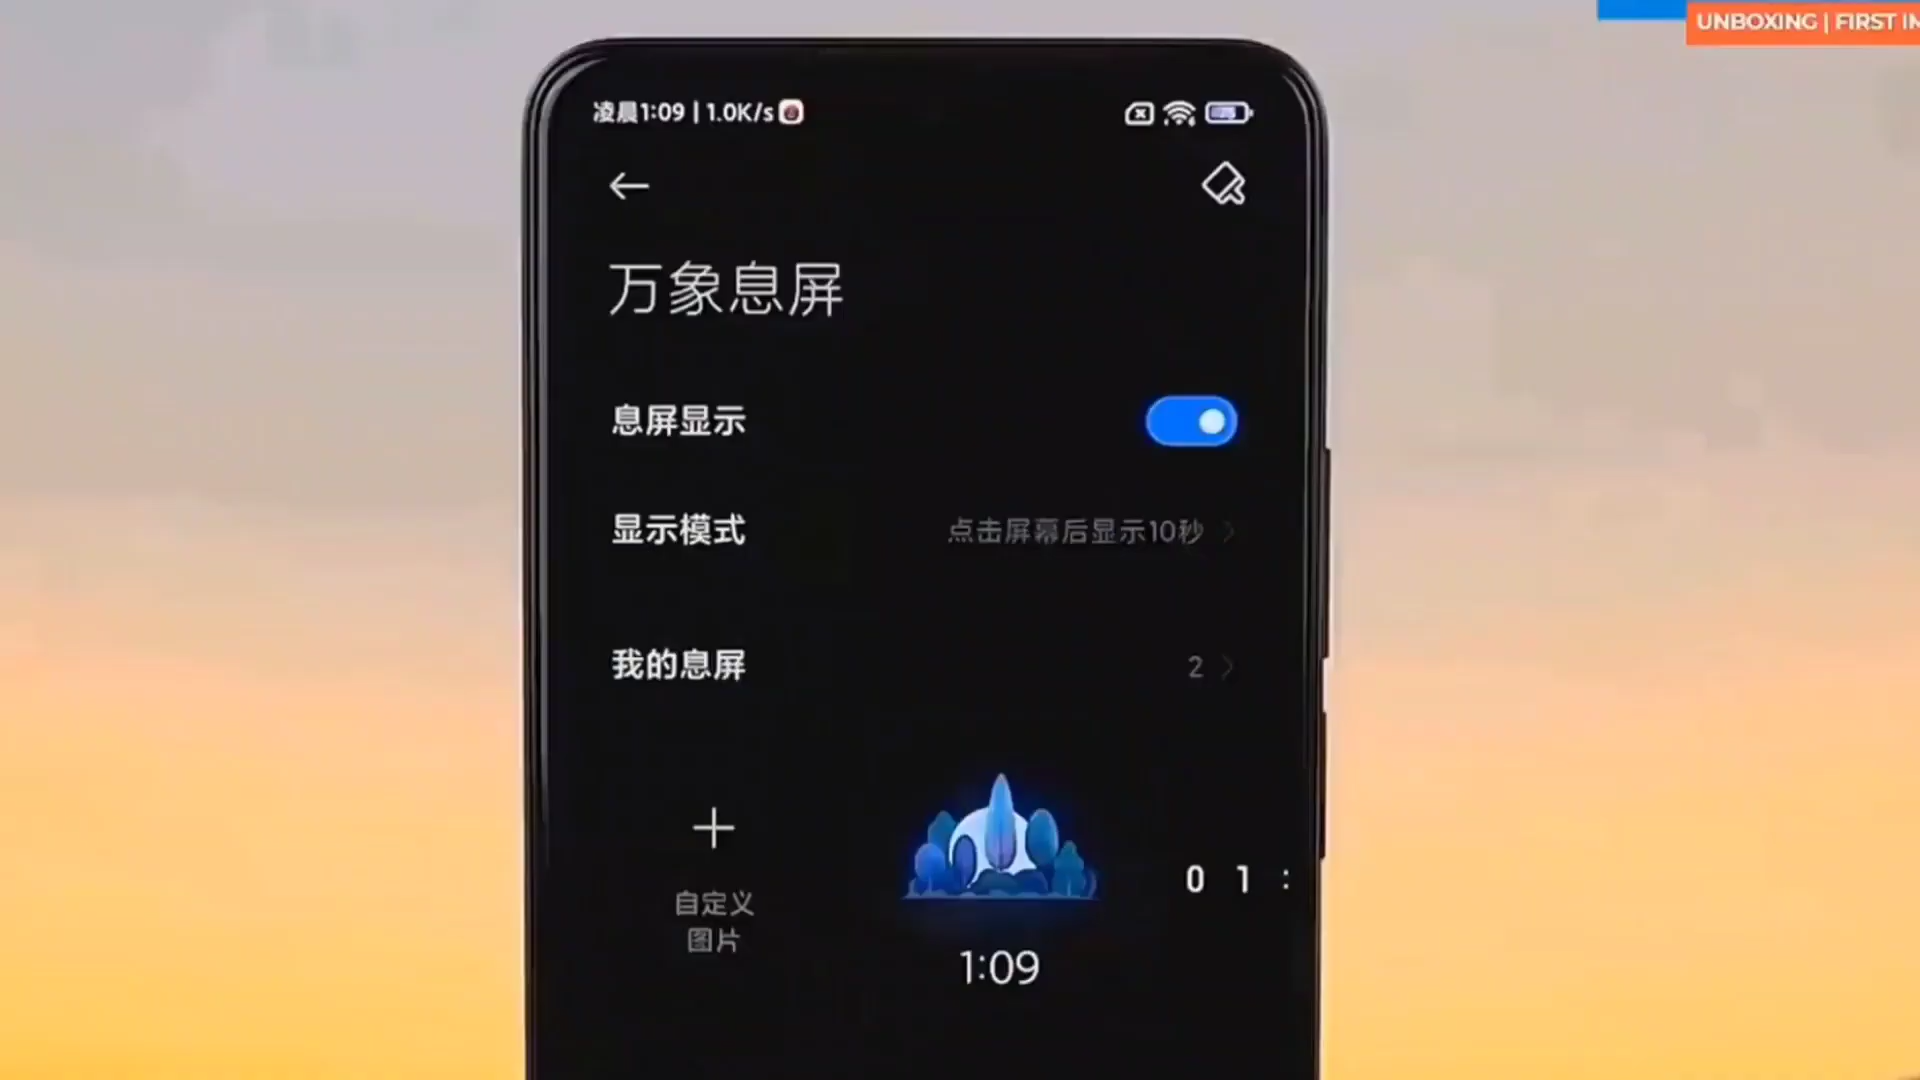 UNBOXING | FIRST IM
凌晨1:09 | 1.0K/s
万象息屏
息屏显示
显示模式 点击屏幕后显示10秒
我的息屏 2
自定义
图片
1:09
0 1 :